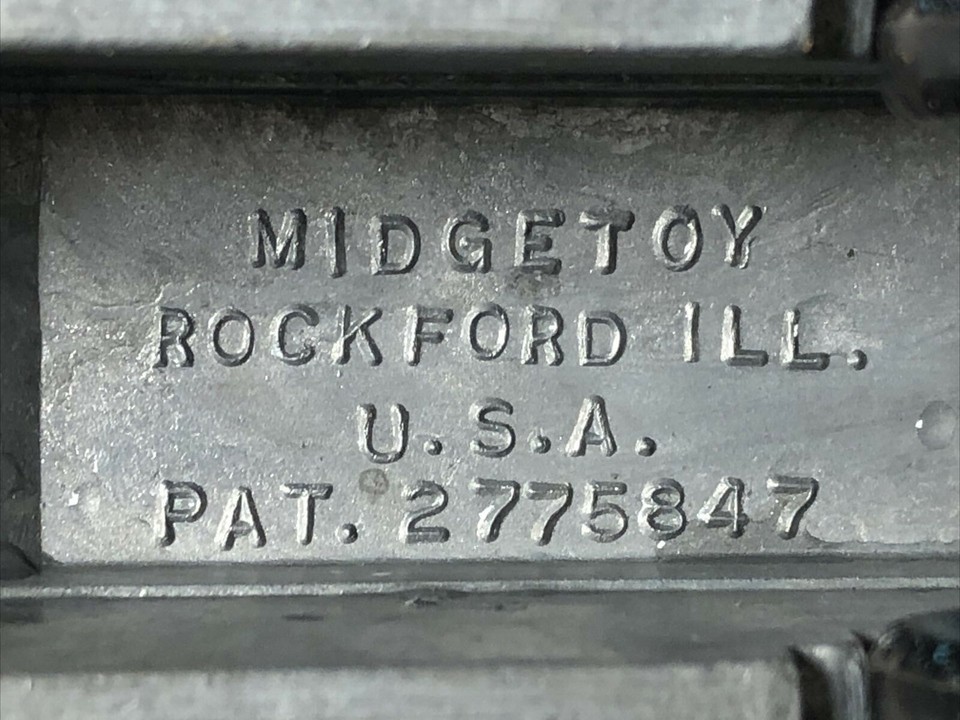 MIDGETOY
ROCKFORD ILL.
U.S.A.
PAT. 2775847